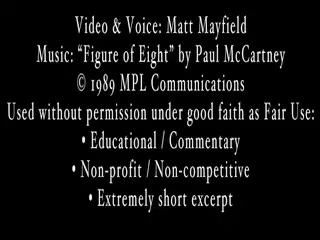 Video & Voice: Matt Mayfield
Music: “Figure of Eight” by Paul McCartney
© 1989 MPL Communications
Used without permission under good faith as Fair Use:
• Educational / Commentary
• Non-profit / Non-competitive
• Extremely short excerpt